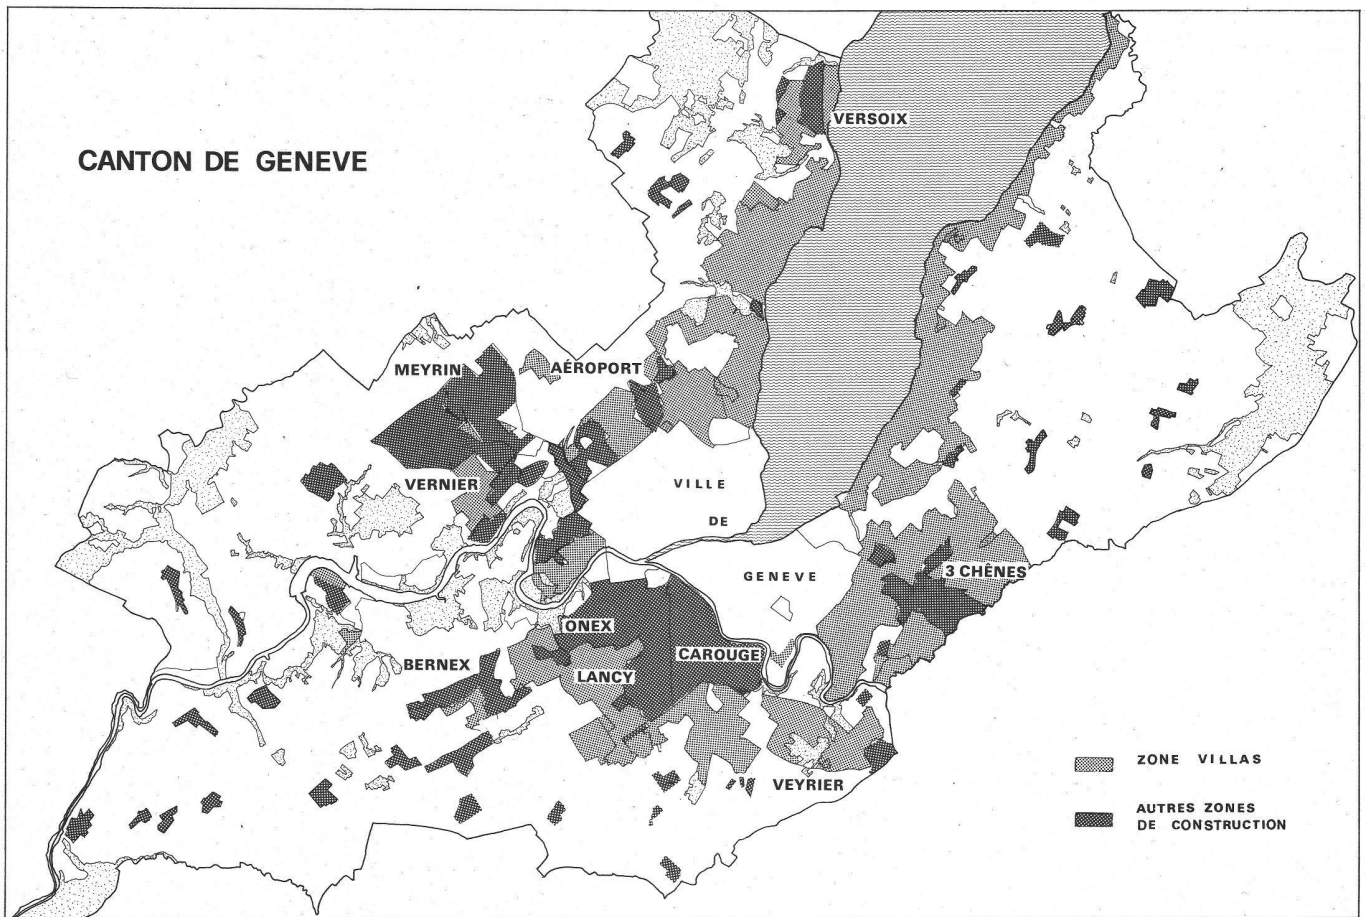 CANTON DE GENEVE
VERSOIX
MEYRIN
AÉROPORT
VERNIER
VILLE
DE
GENEVE
3 CHÊNES
ONEX
BERNEX
LANCY
CAROUGE
VEYRIER
ZONE VILLAS
AUTRES ZONES
DE CONSTRUCTION